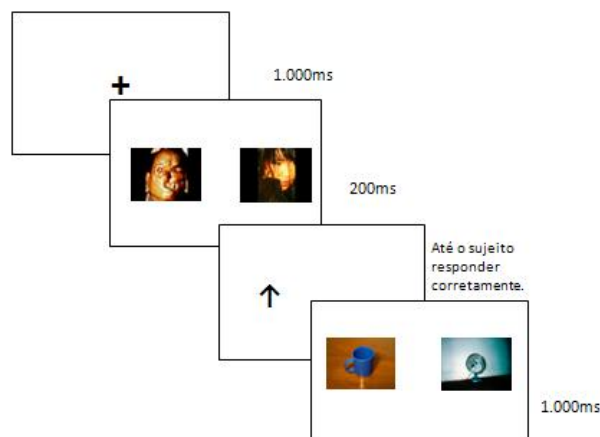 1.000ms
200ms
Até o sujeito
responder
corretamente.
1.000ms